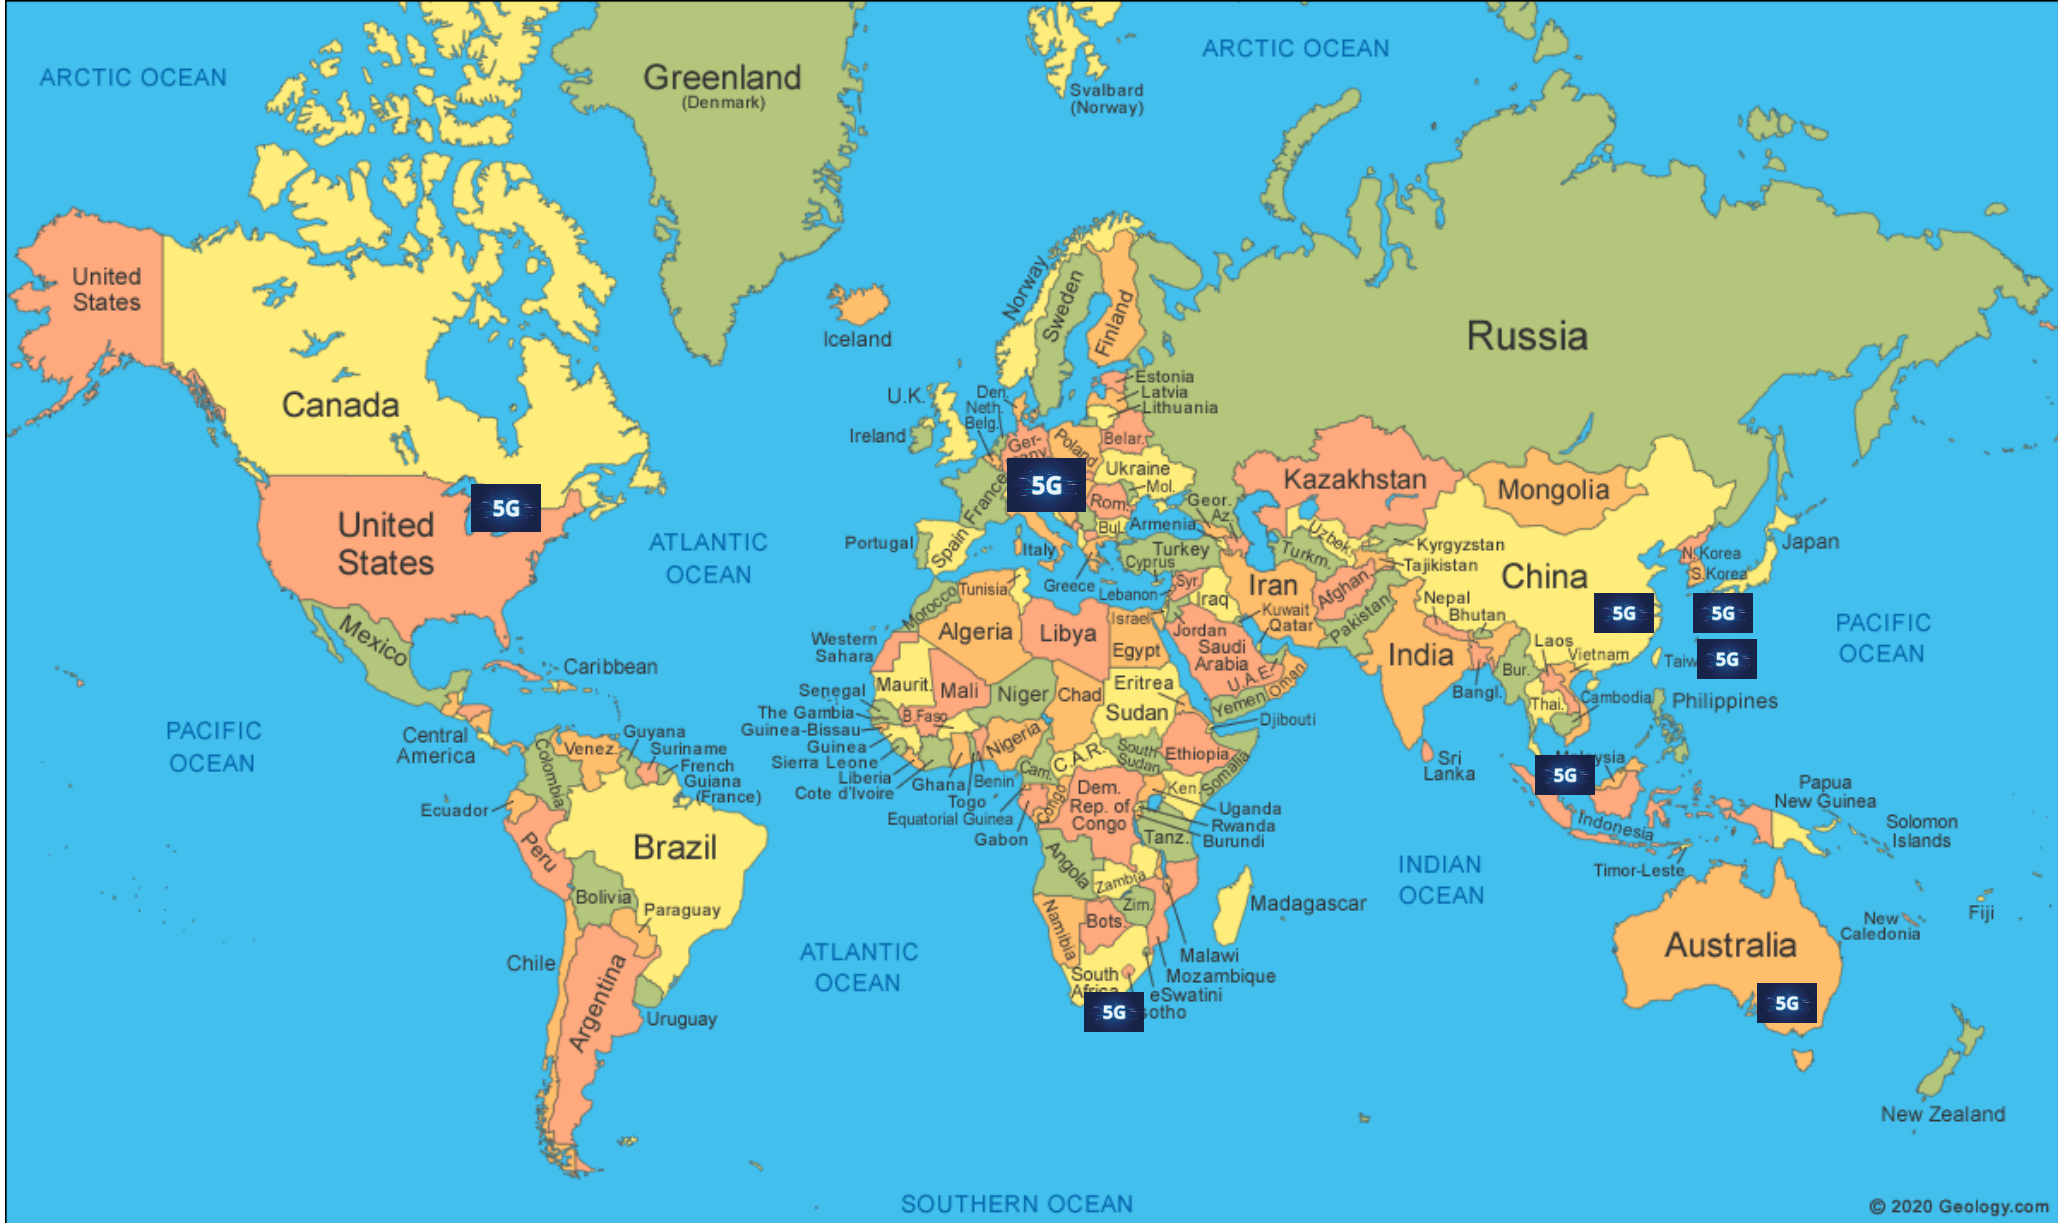 ARCTIC OCEAN
ARCTIC OCEAN
Greenland
(Denmark)
Svalbard
(Norway)
United
States
Canada
Iceland
Norway
Sweden
Finland
Russia
Estonia
Latvia
Lithuania
U.K.
Ireland
Den.
Neth.
Belg.
Ger-
many
Poland
Belar.
Ukraine
Mol.
France
5G
Rom.
Bul.
Geor.
Az.
Armenia
Kazakhstan
Mongolia
United
States
5G
ATLANTIC
OCEAN
Portugal
Spain
Italy
Greece
Turkey
Cyprus
Lebanon
Syr.
Iraq
Iran
Turkm.
Uzbek.
Kyrgyzstan
Tajikistan
Afghan.
Pakistan
China
Nepal
Bhutan
N. Korea
S.Korea
Japan
5G
5G
5G
Taiw
PACIFIC
OCEAN
Mexico
Caribbean
Central
America
PACIFIC
OCEAN
Morocco
Tunisia
Algeria
Libya
Egypt
Israel
Jordan
Kuwait
Qatar
Saudi
Arabia
U.A.E.
Oman
Yemen
Djibouti
Western
Sahara
Maurit.
Mali
Niger
Chad
Eritrea
Sudan
Senegal
The Gambia
Guinea-Bissau
Guinea
Sierra Leone
Liberia
Cote d'Ivoire
B.Faso
Ghana
Togo
Benin
Nigeria
Cam.
C.A.R.
South
Sudan
Ethiopia
Somalia
Equatorial Guinea
Gabon
Congo
Dem.
Rep. of
Congo
Ken.
Uganda
Rwanda
Burundi
Tanz.
India
Bangl.
Bur.
Laos
Vietnam
Thai.
Cambodia
Philippines
Sri
Lanka
ysia
5G
Indonesia
Timor-Leste
Papua
New Guinea
Solomon
Islands
Guyana
Suriname
French
Guiana
(France)
Venez.
Colombia
Ecuador
Peru
Brazil
Bolivia
Paraguay
Chile
Argentina
Uruguay
ATLANTIC
OCEAN
Angola
Zambia
Zim.
Namibia
Bots.
South
Africa
5G
Malawi
Mozambique
eSwatini
sotho
Madagascar
INDIAN
OCEAN
Australia
5G
New
Caledonia
Fiji
New Zealand
SOUTHERN OCEAN
© 2020 Geology.com